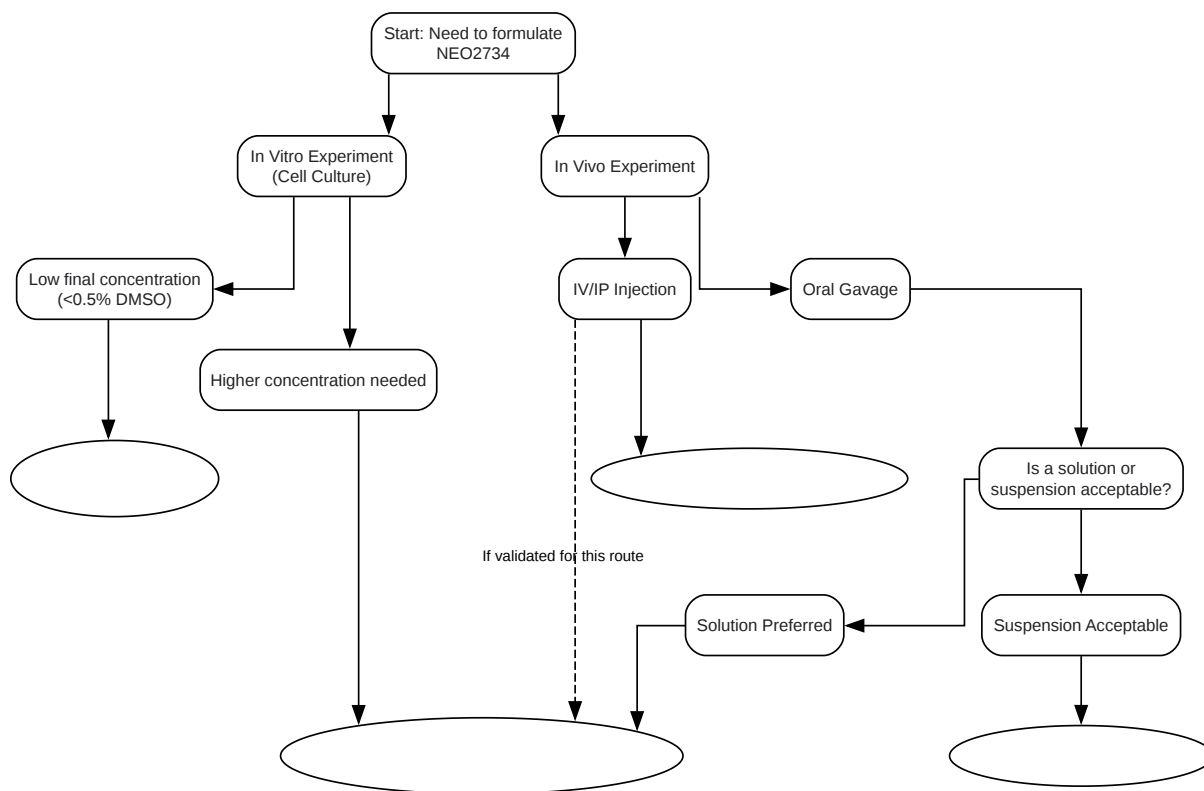 Start: Need to formulate
NEO2734
In Vitro Experiment
(Cell Culture)
In Vivo Experiment
Low final concentration
(<0.5% DMSO)
IV/IP Injection
Oral Gavage
Higher concentration needed
Is a solution or
suspension acceptable?
If validated for this route
Solution Preferred
Suspension Acceptable